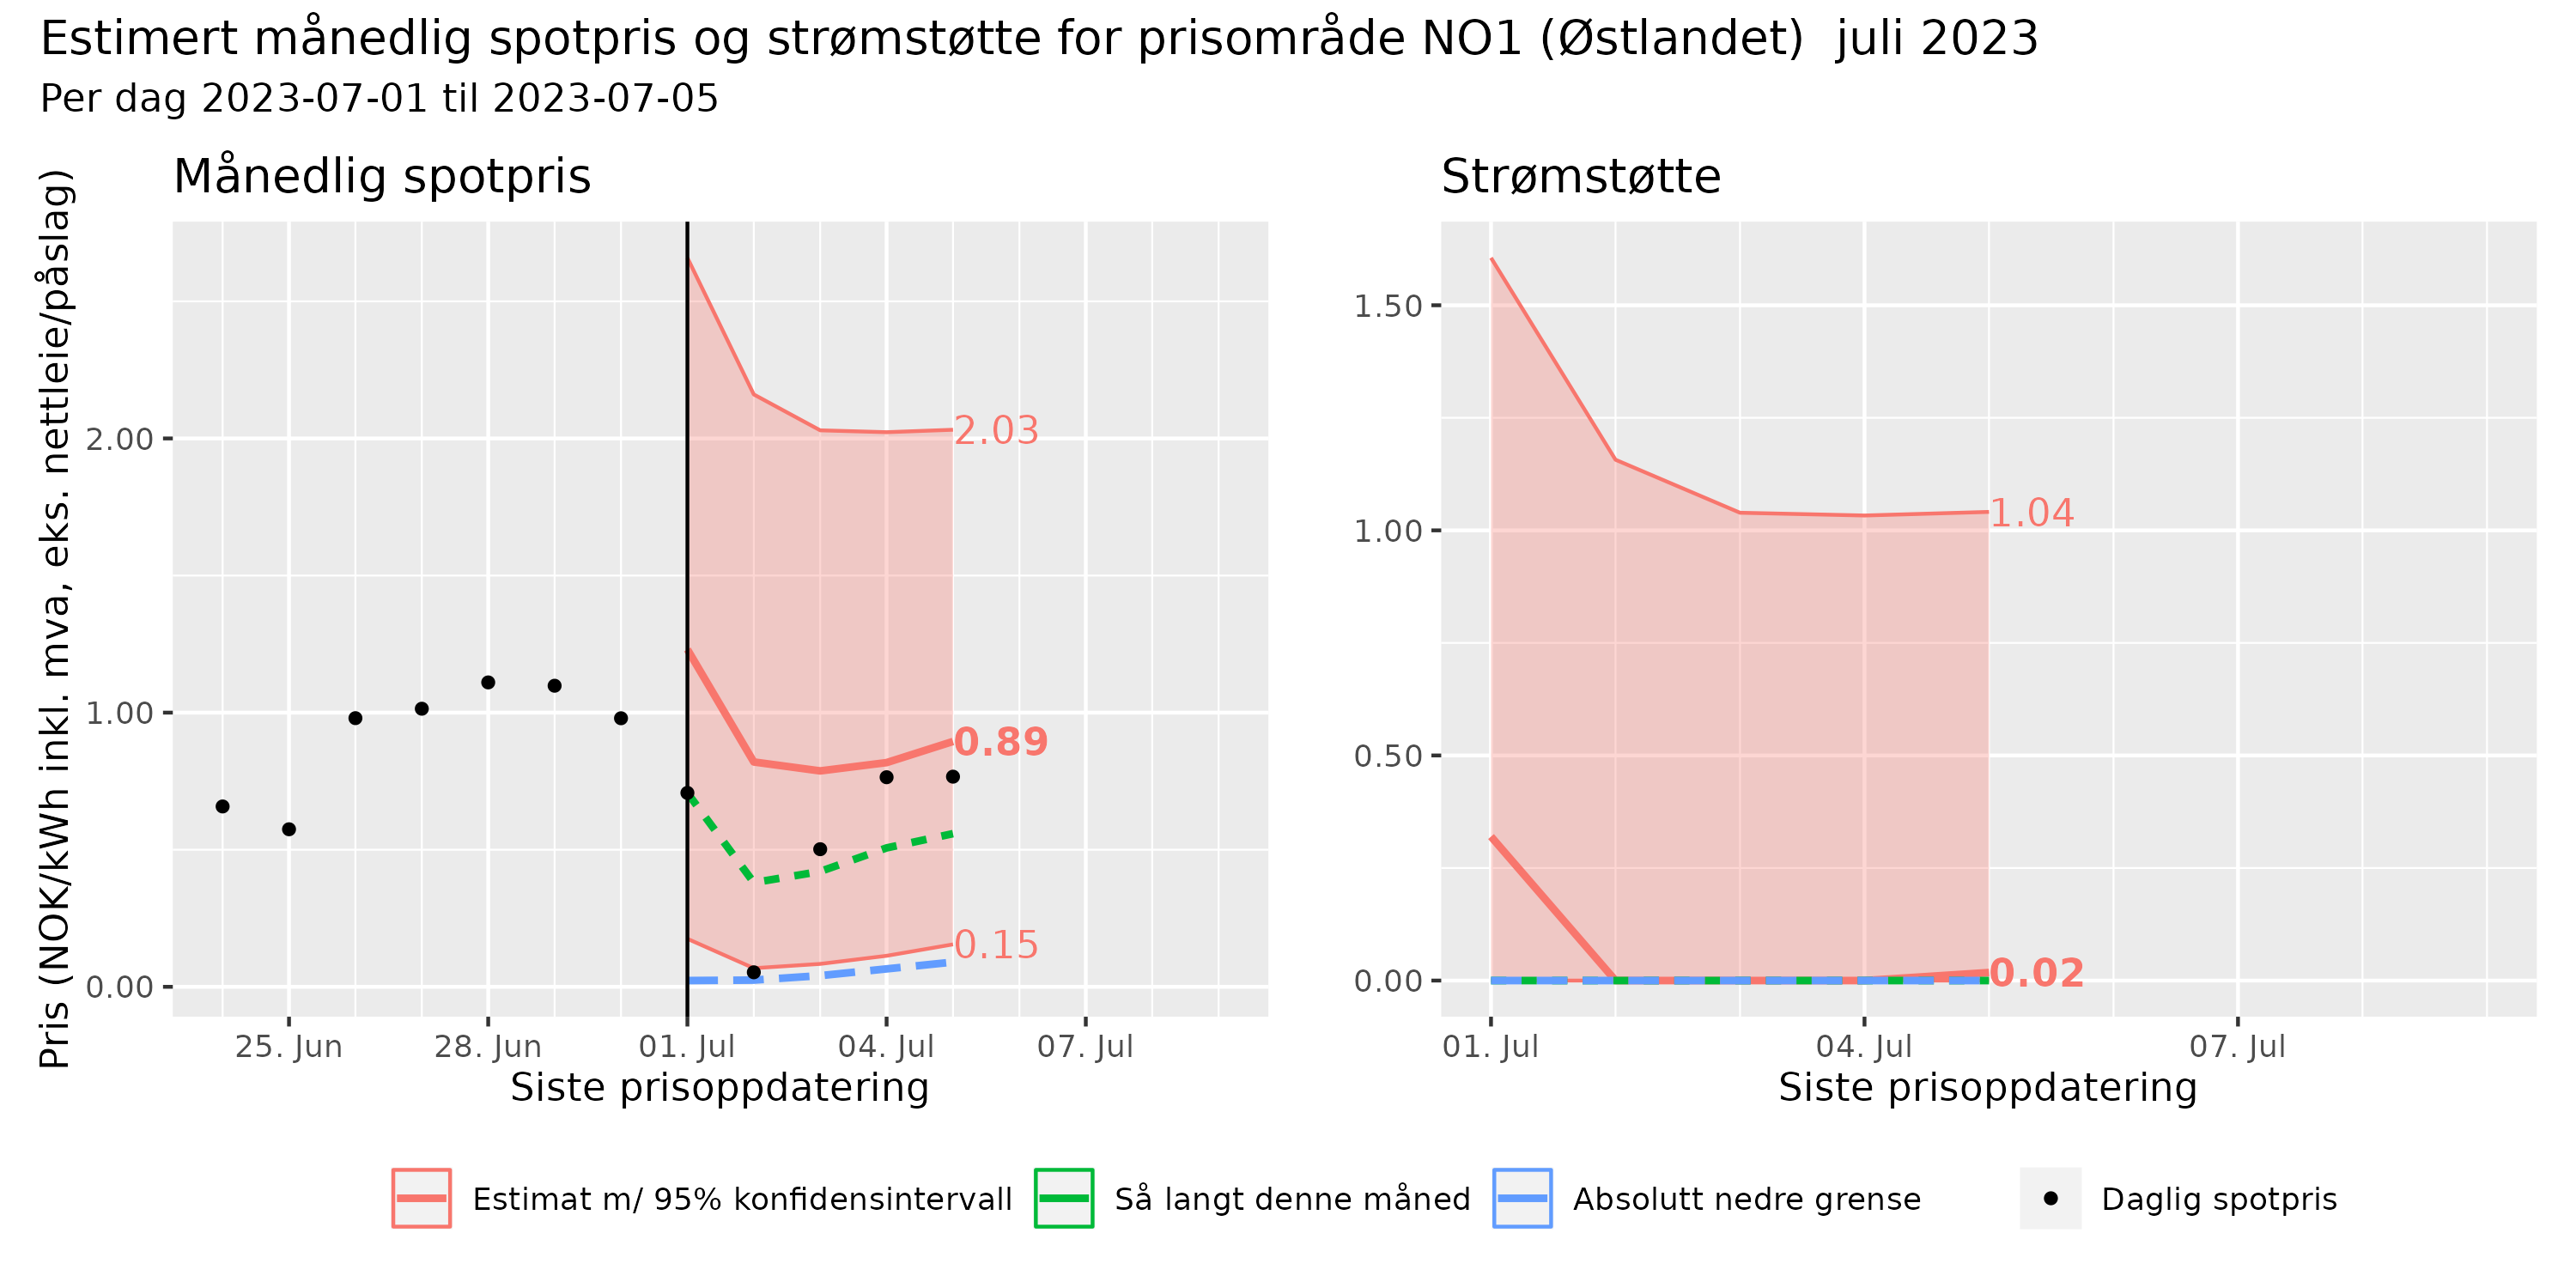 Estimert månedlig spotpris og strømstøtte for prisområde NO1 (Østlandet)  juli 2023
Per dag 2023-07-01 til 2023-07-05
Månedlig spotpris
Pris (NOK/kWh inkl. mva, eks. nettleie/påslag)
2.00
1.00
0.00
2.03
0.89
0.15
25. Jun
28. Jun
01. Jul
04. Jul
07. Jul
Siste prisoppdatering
Strømstøtte
1.50
1.00
0.50
0.00
1.04
0.02
01. Jul
04. Jul
07. Jul
Siste prisoppdatering
Estimat m/ 95% konfidensintervall
Så langt denne måned
Absolutt nedre grense
Daglig spotpris